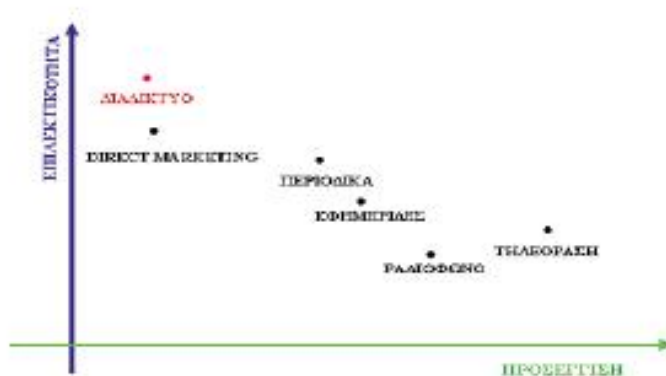 ΕΠΙΛΕΚΤΙΚΟΤΗΤΑ
ΔΙΑΔΙΚΤΥΟ
DIRECT MARKETING
ΠΕΡΙΟΔΙΚΑ
ΕΦΗΜΕΡΙΔΕΣ
ΤΗΛΕΟΡΑΣΗ
ΡΑΔΙΟΦΩΝΟ
ΠΡΟΣΕΓΓΙΣΗ